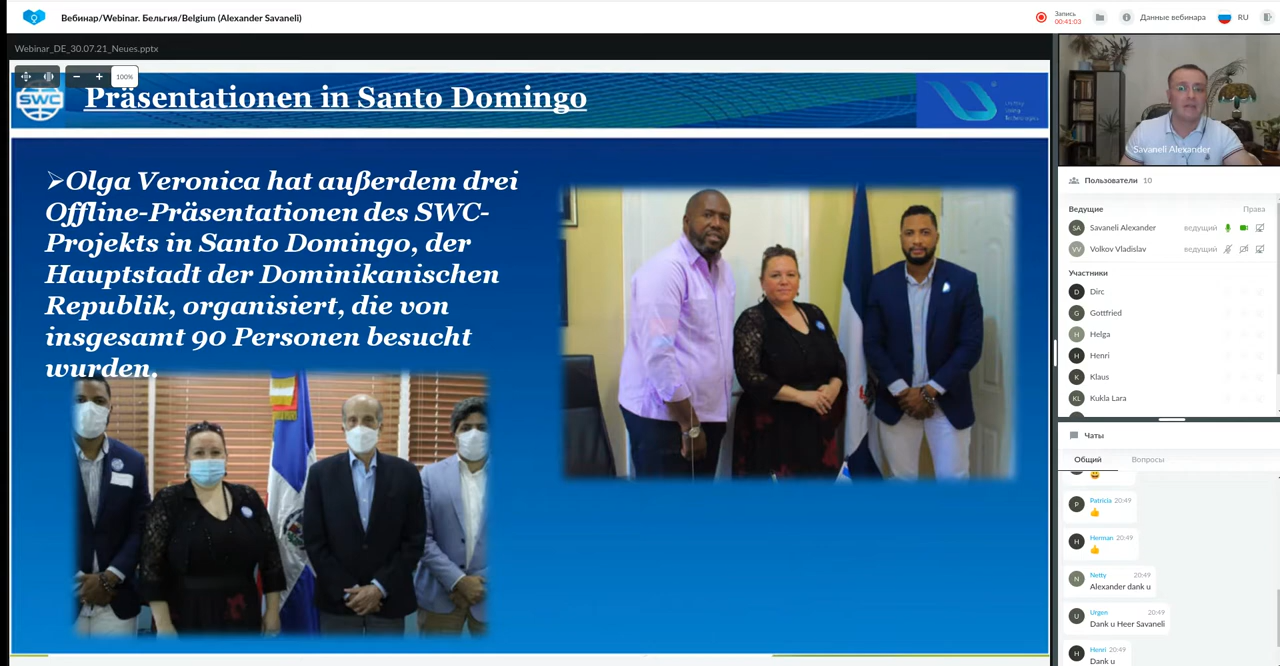 Вебинар/Webinar. Бельгия/Belgium (Alexander Savaneli)
Запись
00:41:03
Данные вебинара
RU
Webinar_DE_30.07.21_Neues.pptx
100%
SWC
Präsentationen in Santo Domingo
➢Olga Veronica hat außerdem drei
Offline-Präsentationen des SWC-
Projekts in Santo Domingo, der
Hauptstadt der Dominikanischen
Republik, organisiert, die von
insgesamt 90 Personen besucht
wurden.
Savaneli Alexander
Пользователи 10
Ведущие Права
SA Savaneli Alexander ведущий
VV Volkov Vladislav ведущий
Участники
D Dirc
G Gottfried
H Helga
H Henri
K Klaus
KL Kukla Lara
Чаты
Общий Вопросы
😀
P Patricia 20:49
👍
H Herman 20:49
👍
N Netty 20:49
Alexander dank u
U Urgen 20:49
Dank u Heer Savaneli
H Henri 20:49
Dank u